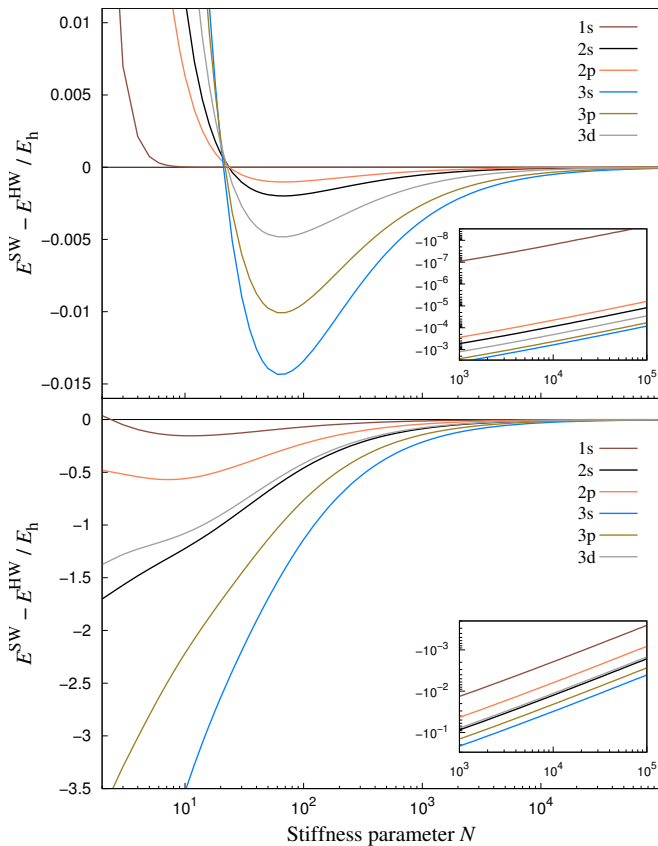 0.01
0.005
0
−0.005
−0.01
−0.015
E^SW − E^HW / E_h
1s
2s
2p
3s
3p
3d
-10^-8
-10^-7
-10^-6
-10^-5
-10^-4
-10^-3
10^3 10^4 10^5
0
−0.5
−1
−1.5
−2
−2.5
−3
−3.5
E^SW − E^HW / E_h
1s
2s
2p
3s
3p
3d
-10^-3
-10^-2
-10^-1
10^3 10^4 10^5
10^1 10^2 10^3 10^4
Stiffness parameter N